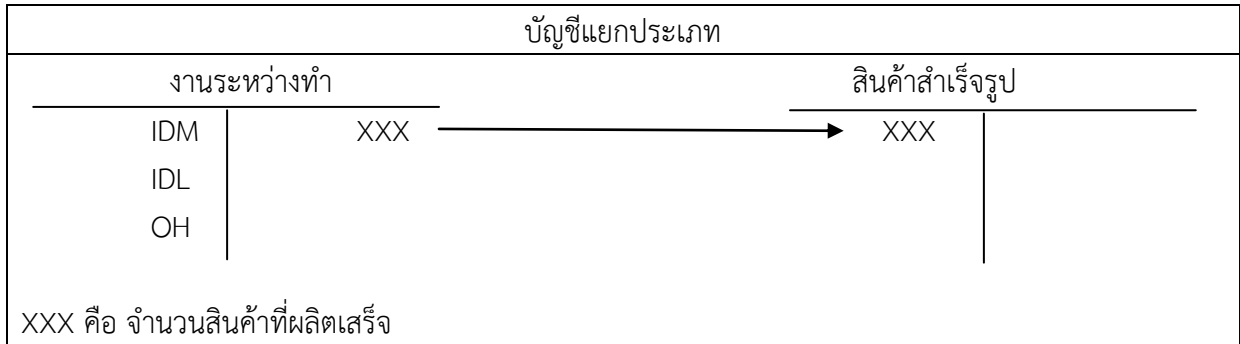 บัญชีแยกประเภท
งานระหว่างทำ สินค้าสำเร็จรูป
IDM XXX XXX
IDL
OH
XXX คือ จำนวนสินค้าที่ผลิตเสร็จ